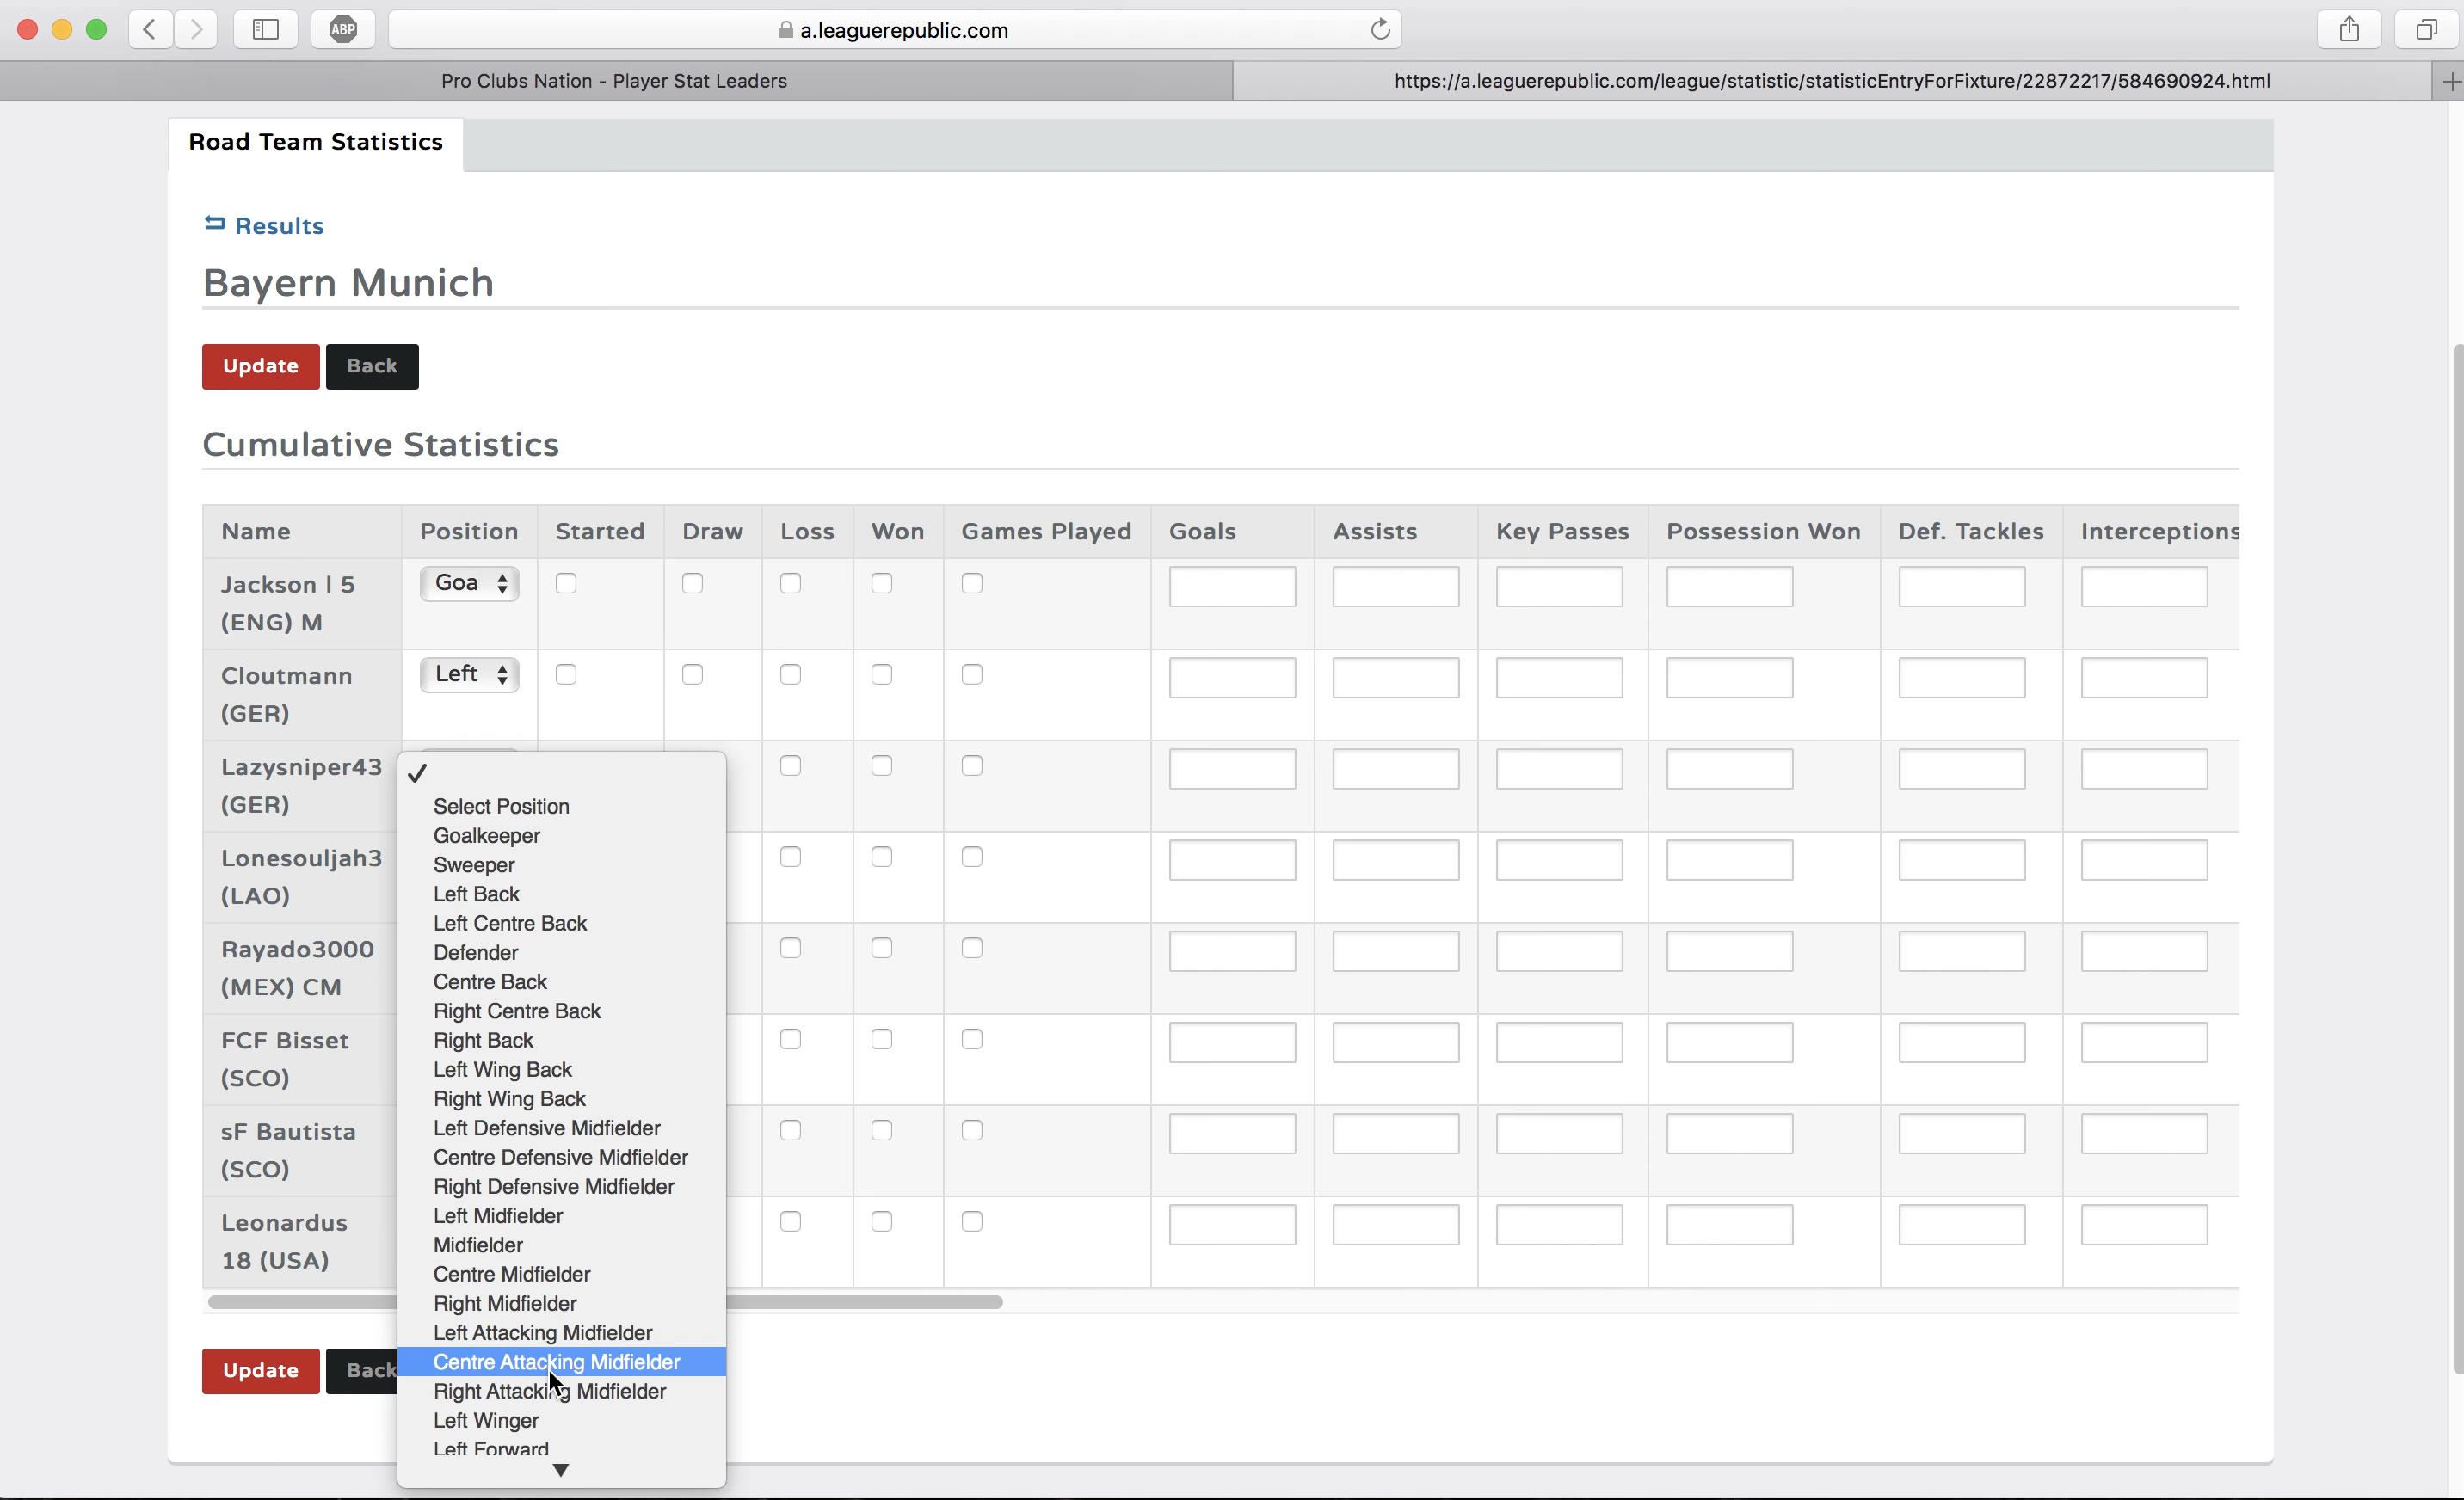 ABP
a.leaguerepublic.com
Pro Clubs Nation - Player Stat Leaders
https://a.leaguerepublic.com/league/statistic/statisticEntryForFixture/22872217/584690924.html
Road Team Statistics
Results
Bayern Munich
Update Back
Cumulative Statistics
Name Position Started Draw Loss Won Games Played Goals Assists Key Passes Possession Won Def. Tackles Interceptions
Jackson l 5 Goa
(ENG) M
Cloutmann Left
(GER)
Lazysniper43
(GER)
Lonesouljah3
(LAO)
Rayado3000
(MEX) CM
FCF Bisset
(SCO)
sF Bautista
(SCO)
Leonardus
18 (USA)
Select Position
Goalkeeper
Sweeper
Left Back
Left Centre Back
Defender
Centre Back
Right Centre Back
Right Back
Left Wing Back
Right Wing Back
Left Defensive Midfielder
Centre Defensive Midfielder
Right Defensive Midfielder
Left Midfielder
Midfielder
Centre Midfielder
Right Midfielder
Left Attacking Midfielder
Centre Attacking Midfielder
Right Attacking Midfielder
Left Winger
Left Forward
Update Back